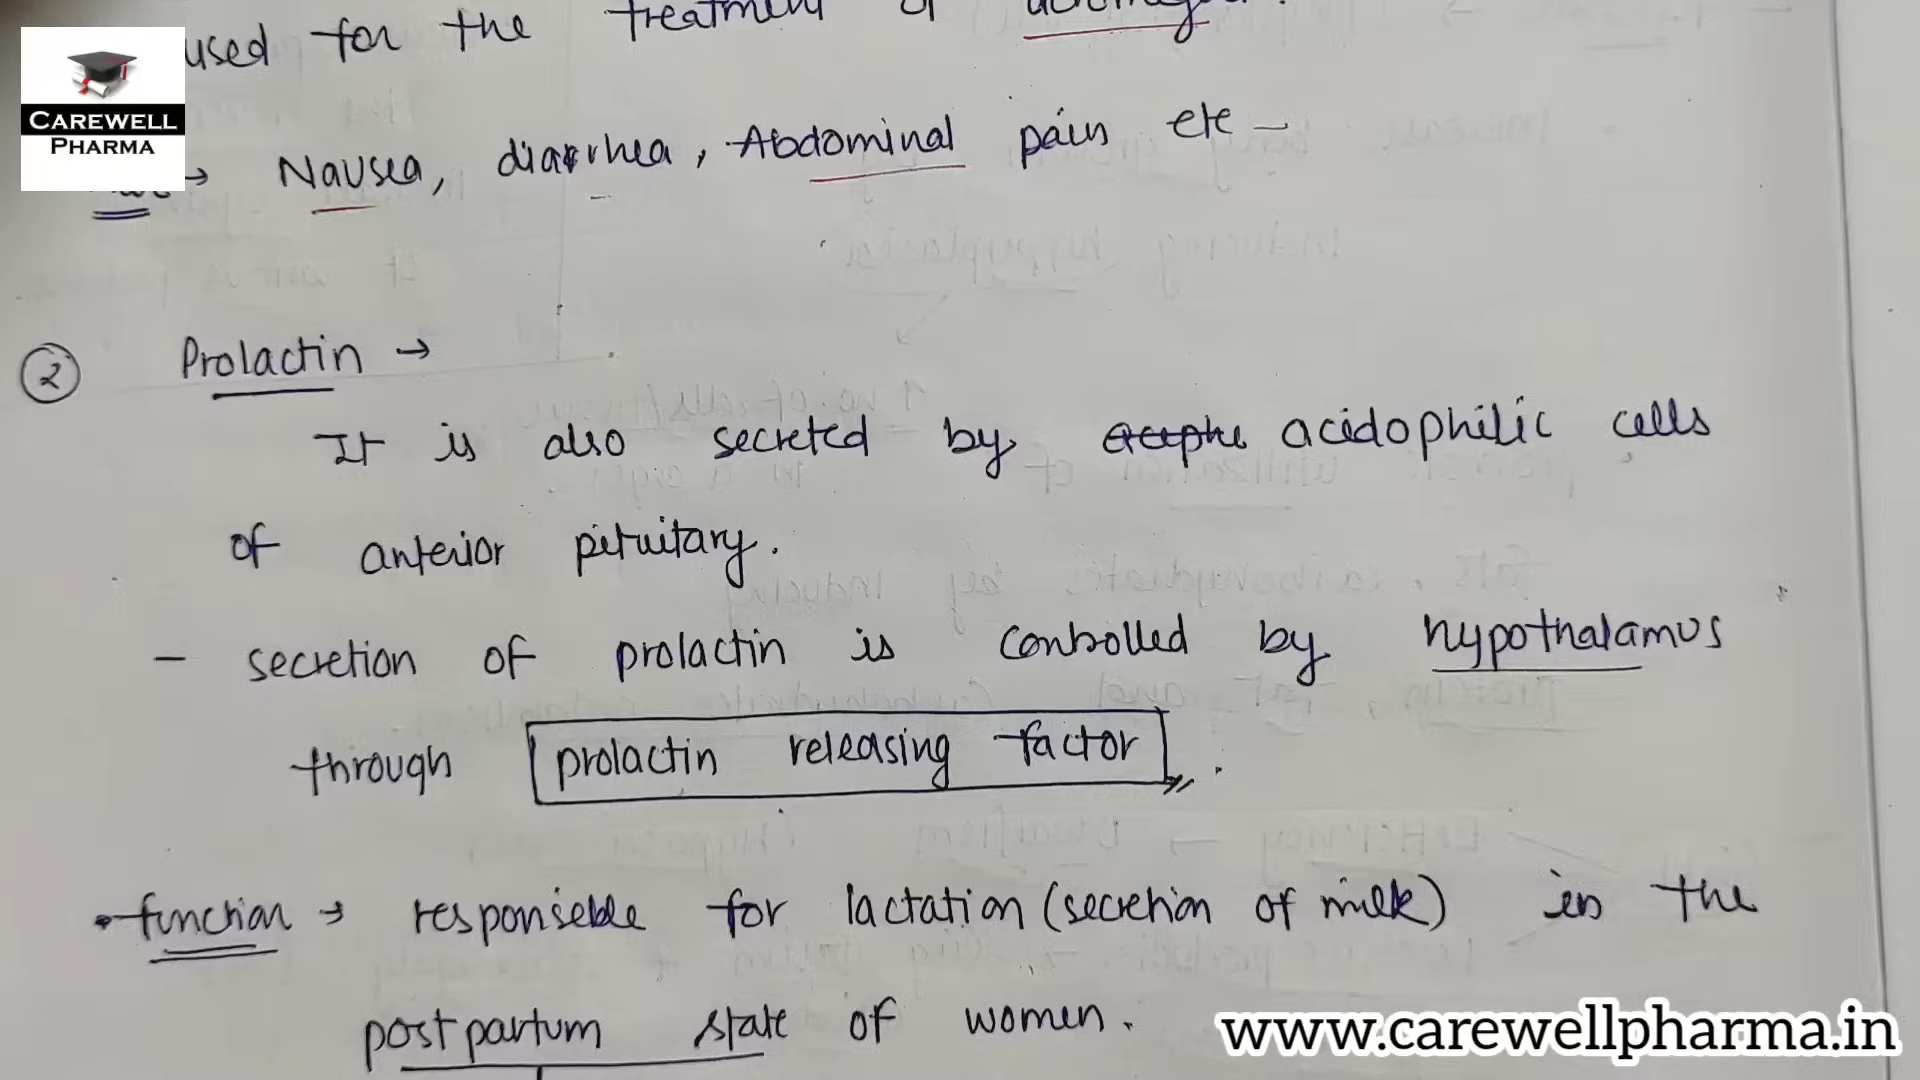 used for the treatment of
CAREWELL
PHARMA
→ Nausea, diarrhea, Abdominal pain etc –
② Prolactin →
It is also secreted by acidophilic cells
of anterior pituitary.
– secretion of prolactin is controlled by hypothalamus
through prolactin releasing factor.
• function → responsible for lactation (secretion of milk) in the
postpartum state of women.
www.carewellpharma.in